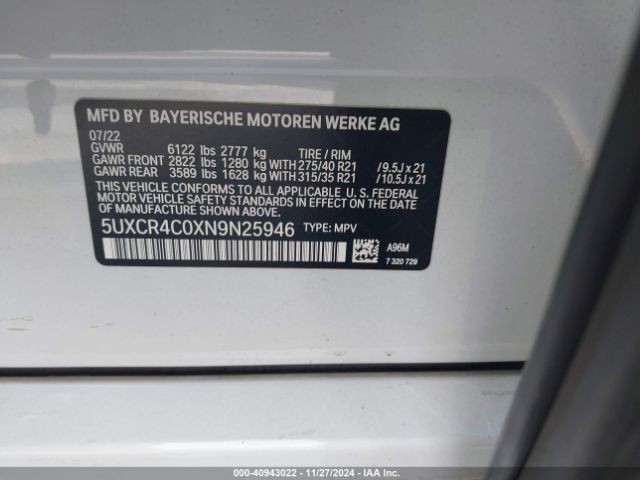 MFD BY BAYERISCHE MOTOREN WERKE AG
07/22
GVWR 6122 lbs 2777 kg TIRE / RIM
GAWR FRONT 2822 lbs 1280 kg WITH 275/40 R21 /9.5J x 21
GAWR REAR 3589 lbs 1628 kg WITH 315/35 R21 /10.5J x 21
THIS VEHICLE CONFORMS TO ALL APPLICABLE U. S. FEDERAL
MOTOR VEHICLE SAFETY STANDARDS IN EFFECT ON THE DATE OF MANUFACTURE SHOWN ABOVE.
5UXCR4C0XN9N25946 TYPE: MPV
A96M
7 320 729
000-40943022 - 11/27/2024 - IAA Inc.